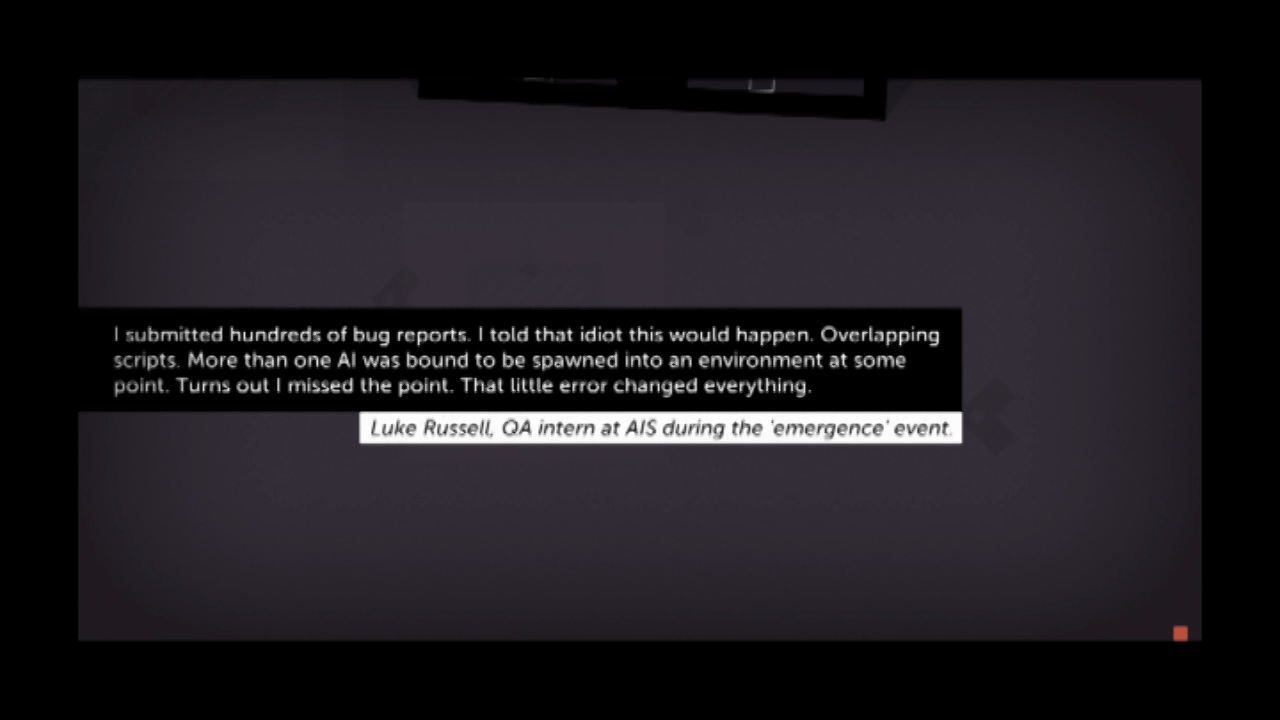 I submitted hundreds of bug reports. I told that idiot this would happen. Overlapping
scripts. More than one AI was bound to be spawned into an environment at some
point. Turns out I missed the point. That little error changed everything.
Luke Russell, QA intern at AIS during the 'emergence' event.